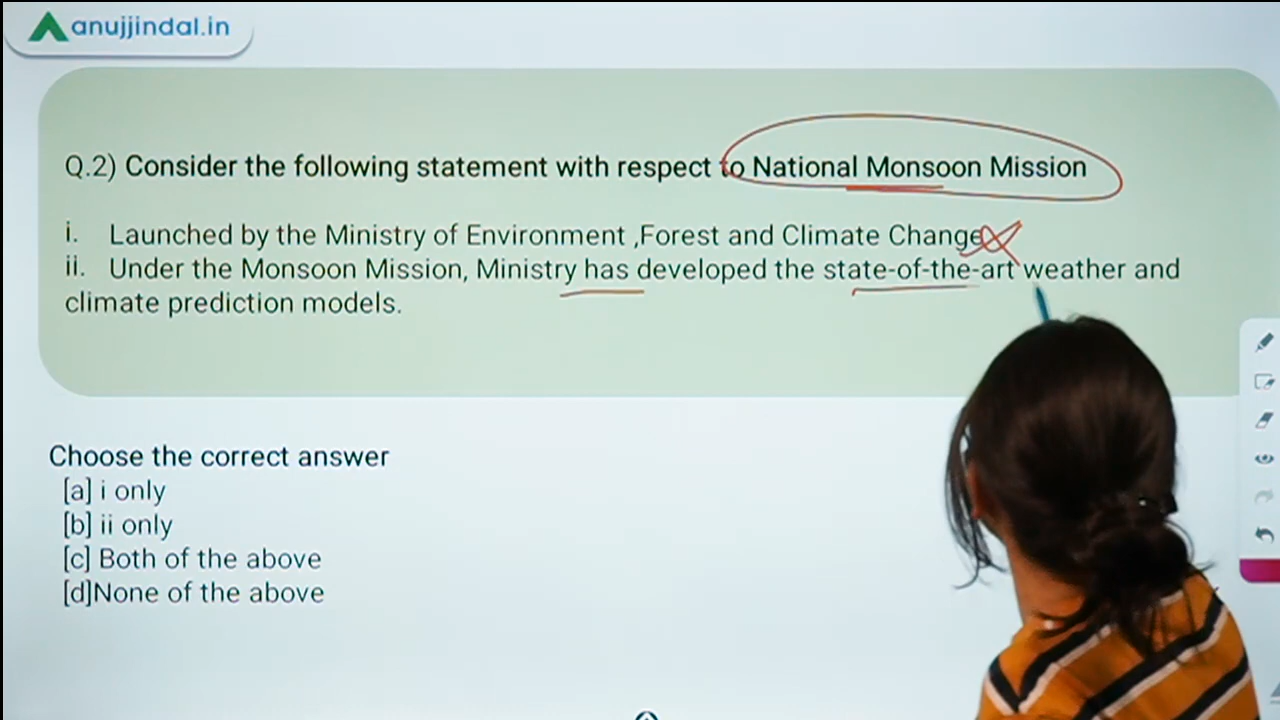 anujjindal.in
Q.2) Consider the following statement with respect to National Monsoon Mission
i. Launched by the Ministry of Environment ,Forest and Climate Change
ii. Under the Monsoon Mission, Ministry has developed the state-of-the-art weather and
climate prediction models.
Choose the correct answer
[a] i only
[b] ii only
[c] Both of the above
[d]None of the above